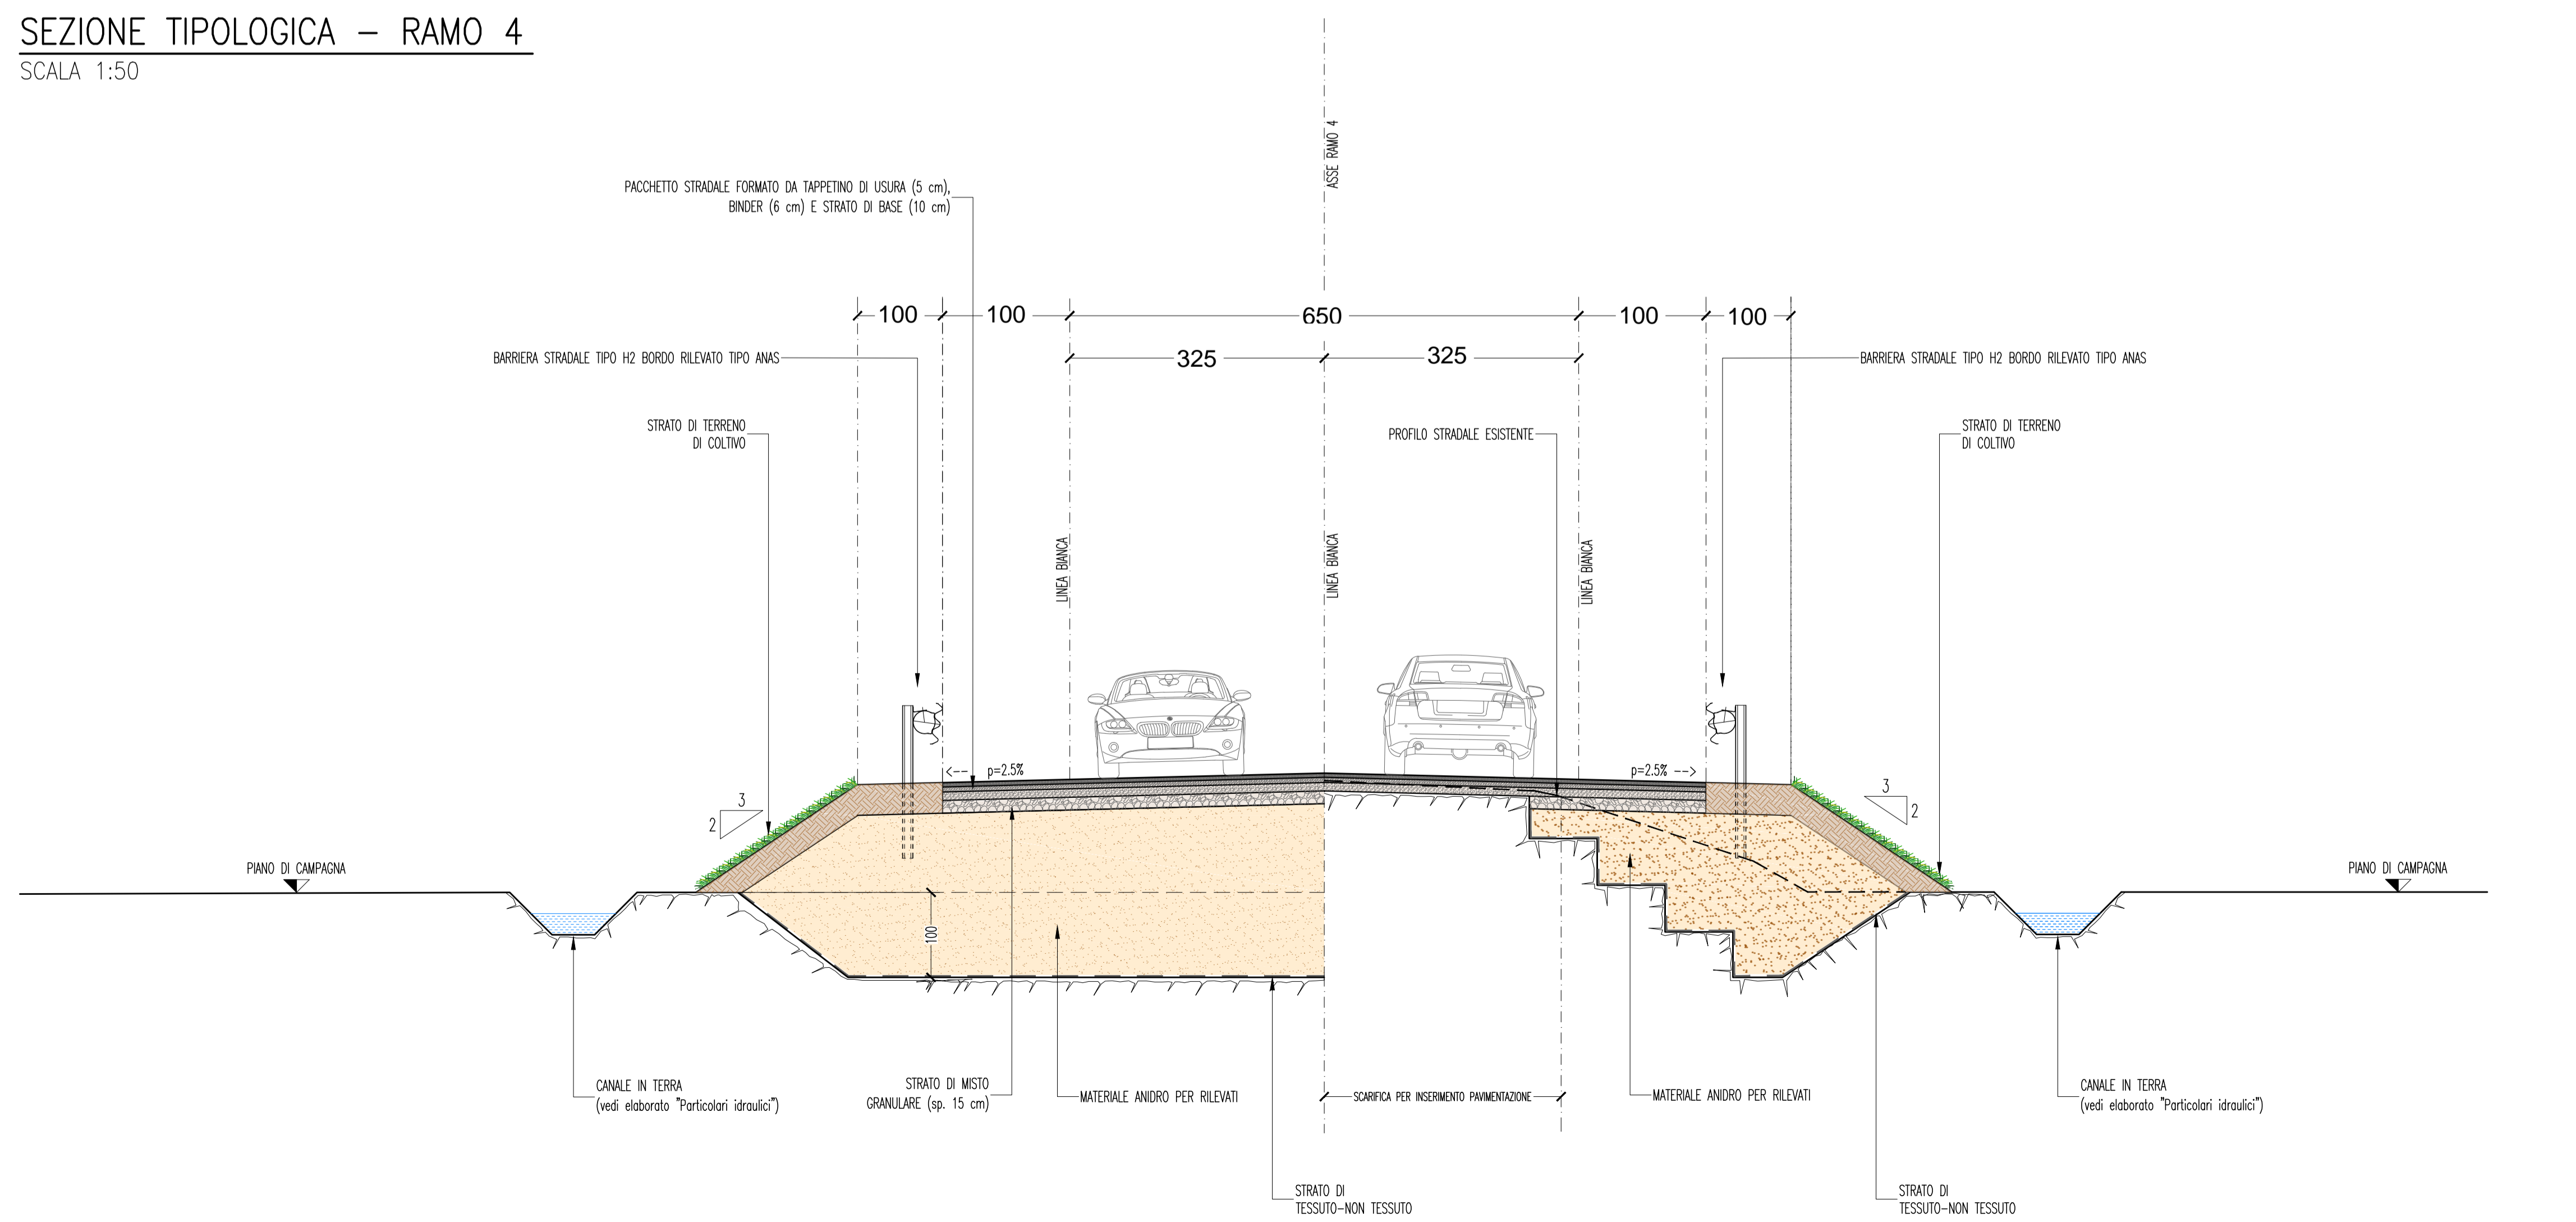 SEZIONE TIPOLOGICA – RAMO 4
SCALA 1:50
ASSE RAMO 4
PACCHETTO STRADALE FORMATO DA TAPPETINO DI USURA (5 cm),
BINDER (6 cm) E STRATO DI BASE (10 cm)
100
100
650
100
100
325
325
BARRIERA STRADALE TIPO H2 BORDO RILEVATO TIPO ANAS
BARRIERA STRADALE TIPO H2 BORDO RILEVATO TIPO ANAS
STRATO DI TERRENO
DI COLTIVO
PROFILO STRADALE ESISTENTE
STRATO DI TERRENO
DI COLTIVO
LINEA BIANCA
LINEA BIANCA
LINEA BIANCA
<-- p=2.5%
p=2.5% -->
3
2
3
2
PIANO DI CAMPAGNA
PIANO DI CAMPAGNA
100
CANALE IN TERRA
(vedi elaborato "Particolari idraulici")
STRATO DI MISTO
GRANULARE (sp. 15 cm)
MATERIALE ANIDRO PER RILEVATI
SCARIFICA PER INSERIMENTO PAVIMENTAZIONE
MATERIALE ANIDRO PER RILEVATI
CANALE IN TERRA
(vedi elaborato "Particolari idraulici")
STRATO DI
TESSUTO–NON TESSUTO
STRATO DI
TESSUTO–NON TESSUTO